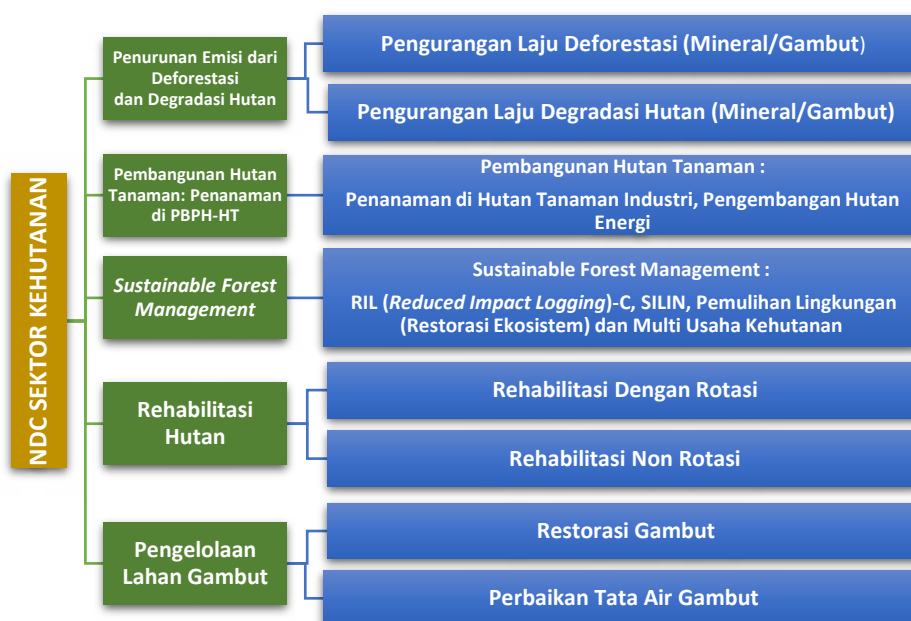 NDC SEKTOR KEHUTANAN
Penurunan Emisi dari
Deforestasi
dan Degradasi Hutan
Pengurangan Laju Deforestasi (Mineral/Gambut)
Pengurangan Laju Degradasi Hutan (Mineral/Gambut)
Pembangunan Hutan
Tanaman: Penanaman
di PBPH-HT
Pembangunan Hutan Tanaman :
Penanaman di Hutan Tanaman Industri, Pengembangan Hutan
Energi
Sustainable Forest
Management
Sustainable Forest Management :
RIL (Reduced Impact Logging)-C, SILIN, Pemulihan Lingkungan
(Restorasi Ekosistem) dan Multi Usaha Kehutanan
Rehabilitasi
Hutan
Rehabilitasi Dengan Rotasi
Rehabilitasi Non Rotasi
Pengelolaan
Lahan Gambut
Restorasi Gambut
Perbaikan Tata Air Gambut